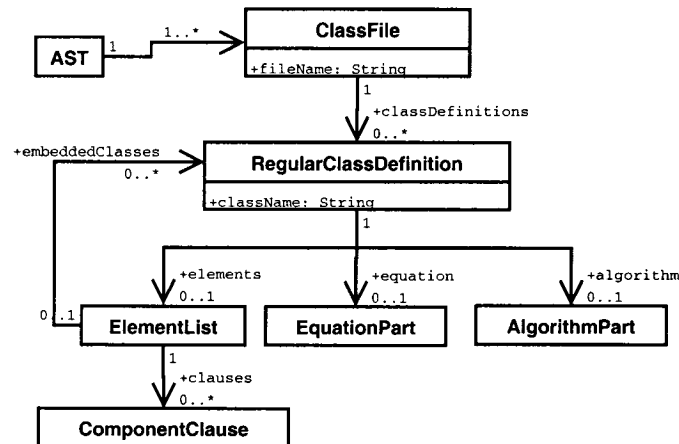 ClassFile
1..*
1
AST
+fileName: String
1
+classDefinitions
0..*
+embeddedClasses
0..*
RegularClassDefinition
+className: String
1
+elements
0..1
+equation
0..1
+algorithm
0..1
0..1
ElementList
EquationPart
AlgorithmPart
1
+clauses
0..*
ComponentClause